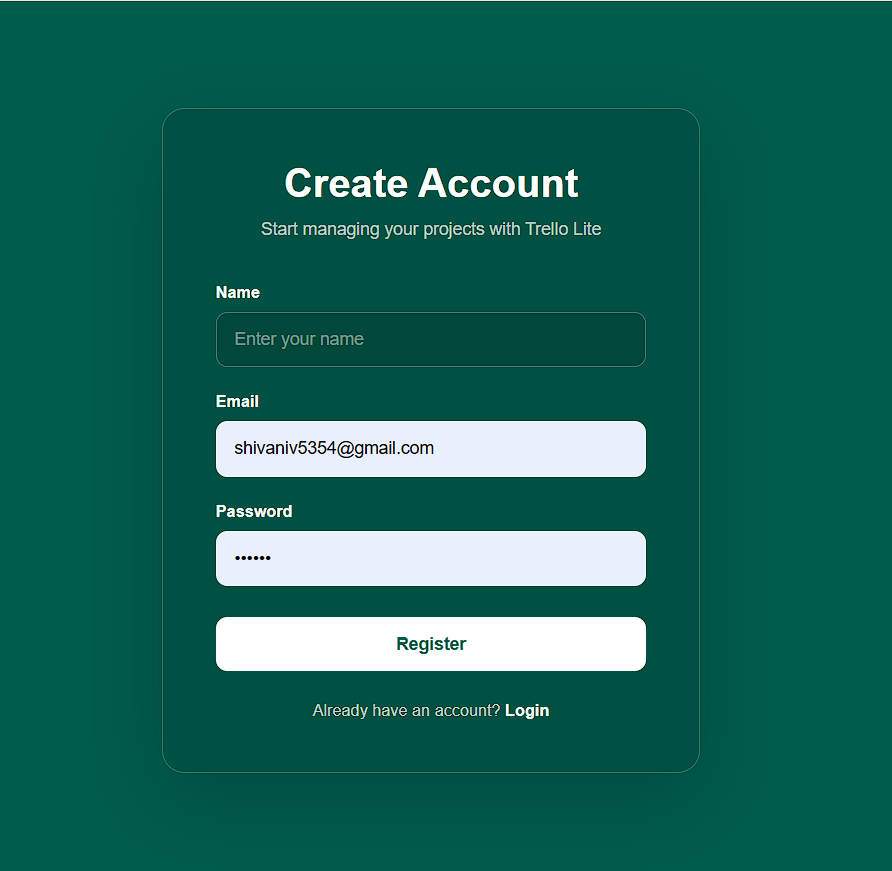 Create Account
Start managing your projects with Trello Lite
Name
Enter your name
Email
shivaniv5354@gmail.com
Password
••••••
Register
Already have an account? Login